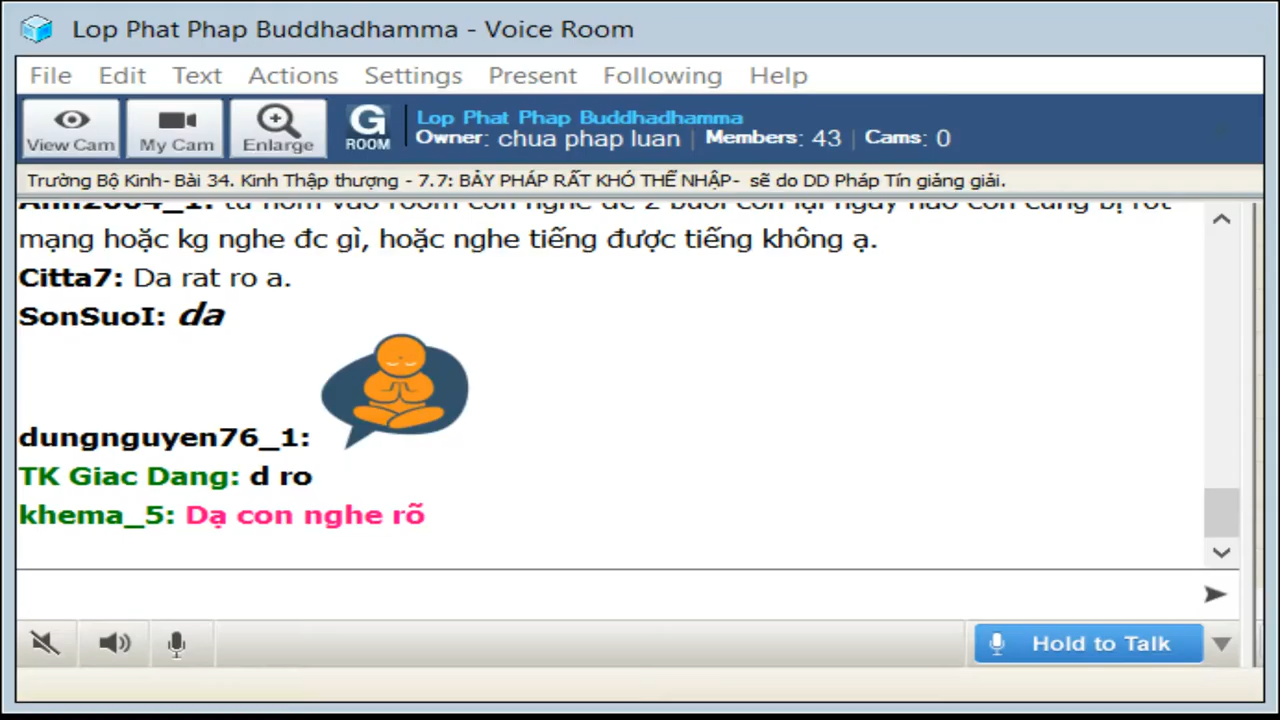 Lop Phat Phap Buddhadhamma - Voice Room
File Edit Text Actions Settings Present Following Help
View Cam My Cam Enlarge G ROOM
Lop Phat Phap Buddhadhamma
Owner: chua phap luan | Members: 43 | Cams: 0
Trường Bộ Kinh- Bài 34. Kinh Thập thượng - 7.7: BẢY PHÁP RẤT KHÓ THỂ NHẬP- sẽ do DD Pháp Tín giảng giải.
mạng hoặc kg nghe đc gì, hoặc nghe tiếng được tiếng không ạ.
Citta7: Da rat ro a.
SonSuoI: da
dungnguyen76_1:
TK Giac Dang: d ro
khema_5: Dạ con nghe rõ
Hold to Talk